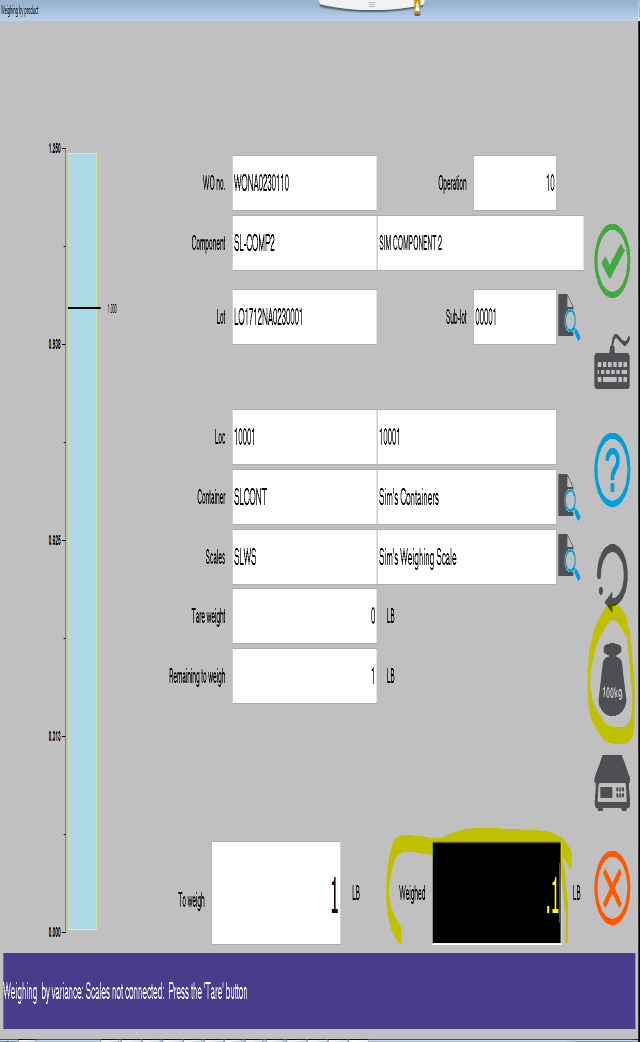 Weighing by product
1.250
WO no. WONA0230110 Operation 10
Component SL-COMP2 SIM COMPONENT 2
1.000
Lot LO1712NA0230001 Sub-lot 00001
0.938
Loc 10001 10001
Container SLCONT Sim's Containers
0.625
Scales SLWS Sim's Weighing Scale
Tare weight 0 LB
Remaining to weigh 1 LB
100kg
0.313
To weigh 1 LB Weighed .1 LB
0.000
Weighing by variance: Scales not connected: Press the 'Tare' button